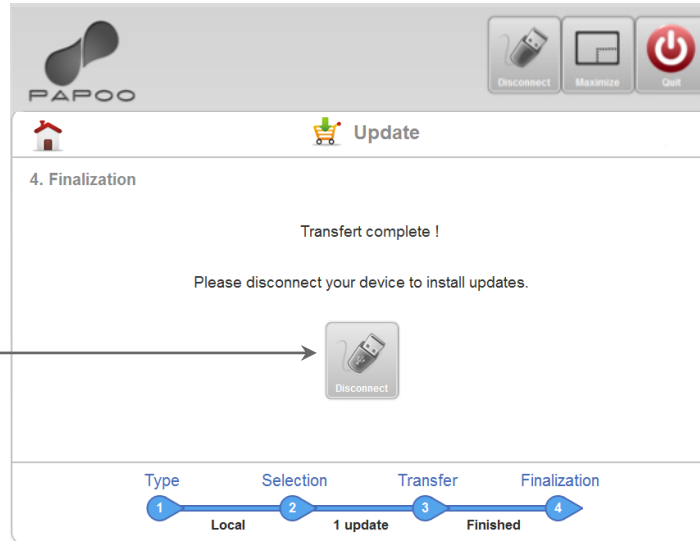 PAPOO
Disconnect
Maximize
Quit
Update
4. Finalization
Transfert complete !
Please disconnect your device to install updates.
Disconnect
Type
Selection
Transfer
Finalization
1
2
3
4
Local
1 update
Finished